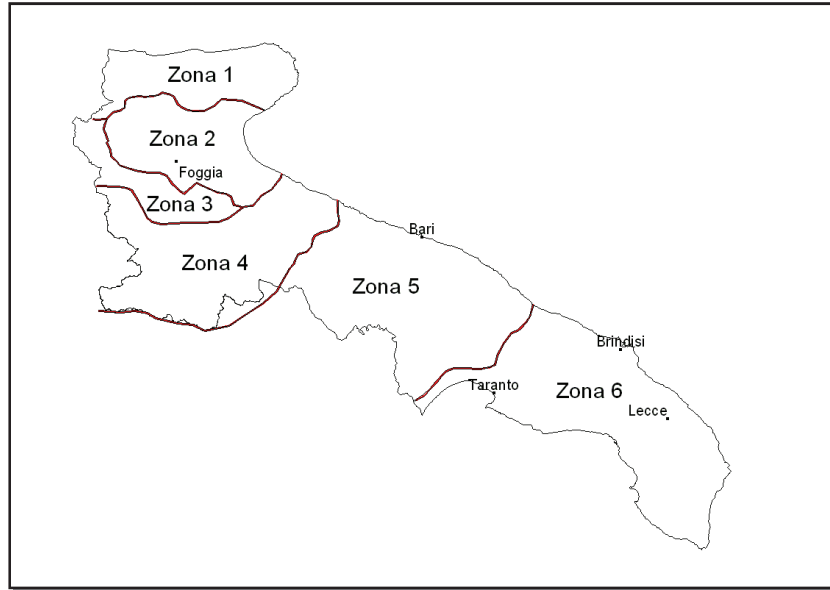 Zona 1
Zona 2
Foggia
Zona 3
Bari
Zona 4
Zona 5
Brindisi
Taranto
Zona 6
Lecce